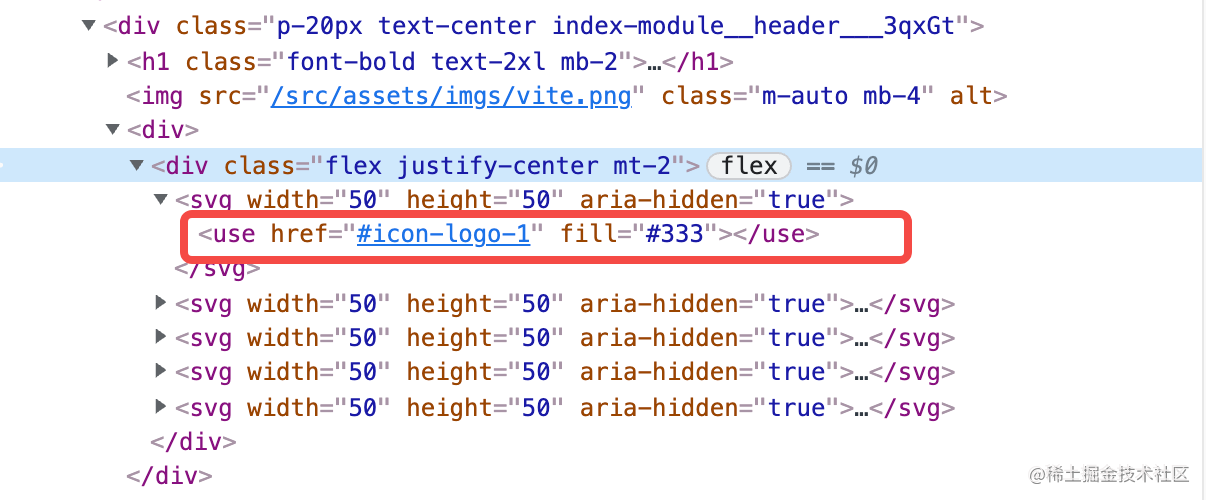 ▼<div class="p-20px text-center index-module__header___3qxGt">
▶<h1 class="font-bold text-2xl mb-2">…</h1>
<img src="/src/assets/imgs/vite.png" class="m-auto mb-4" alt>
▼<div>
▼<div class="flex justify-center mt-2"> flex == $0
▼<svg width="50" height="50" aria-hidden="true">
<use href="#icon-logo-1" fill="#333"></use>
</svg>
▶<svg width="50" height="50" aria-hidden="true">…</svg>
▶<svg width="50" height="50" aria-hidden="true">…</svg>
▶<svg width="50" height="50" aria-hidden="true">…</svg>
▶<svg width="50" height="50" aria-hidden="true">…</svg>
</div>
</div>
@稀土掘金技术社区